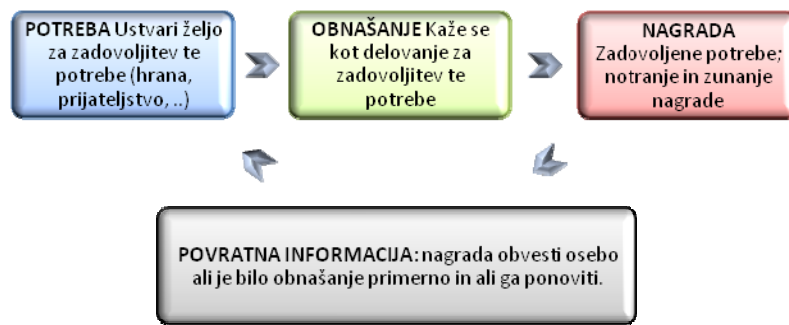 POTREBA Ustvari željo
za zadovoljitev te
potrebe (hrana,
prijateljstvo, ..)
OBNAŠANJE Kaže se
kot delovanje za
zadovoljitev te
potrebe
NAGRADA
Zadovoljene potrebe;
notranje in zunanje
nagrade
POVRATNA INFORMACIJA: nagrada obvesti osebo
ali je bilo obnašanje primerno in ali ga ponoviti.